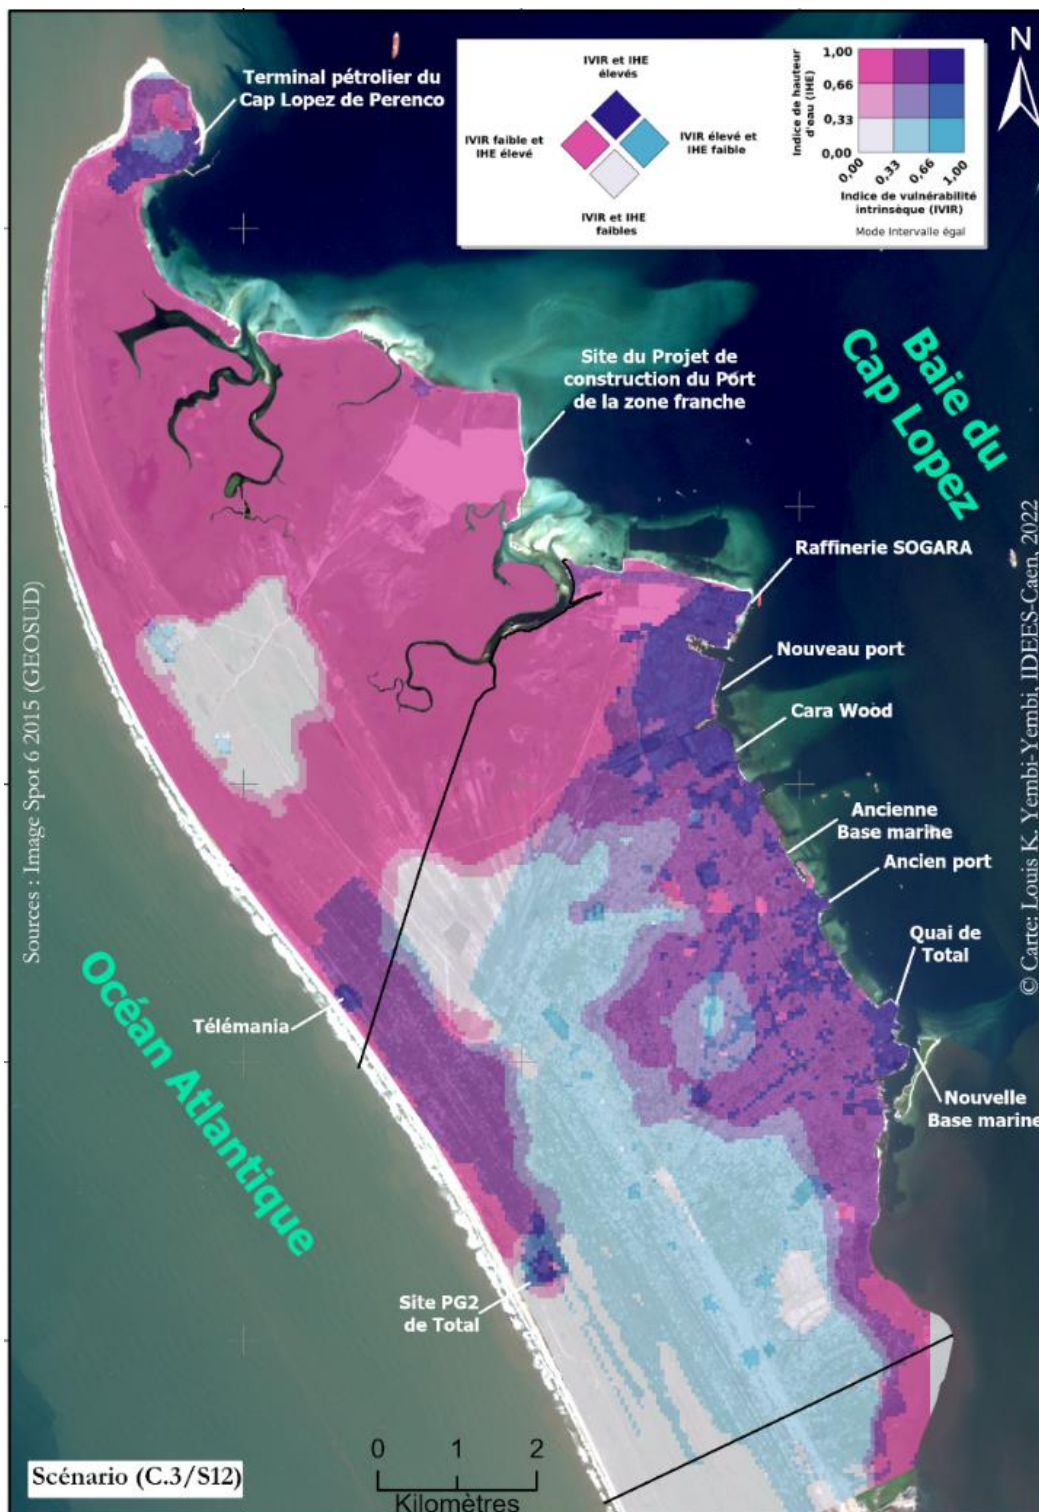 Terminal pétrolier du
Cap Lopez de Perenco
IVIR et IHE
élevés
IVIR faible et
IHE élevé
IVIR élevé et
IHE faible
IVIR et IHE
faibles
Indice de hauteur
d'eau (IHE)
1,00
0,66
0,33
0,00
0,00
0,33
0,66
1,00
Indice de vulnérabilité
intrinsèque (IVIR)
Mode Intervalle égal
N
Baie du
Cap Lopez
Site du Projet de
construction du Port
de la zone franche
Raffinerie SOGARA
Nouveau port
Cara Wood
Ancienne
Base marine
Ancien port
Quai de
Total
Nouvelle
Base marine
Télémania
Océan Atlantique
Site PG2
de Total
Sources : Image Spot 6 2015 (GEOSUD)
© Carte: Louis K. Yembi-Yembi, IDEES-Caen, 2022
Scénario (C.3/S12)
0 1 2
Kilomètres